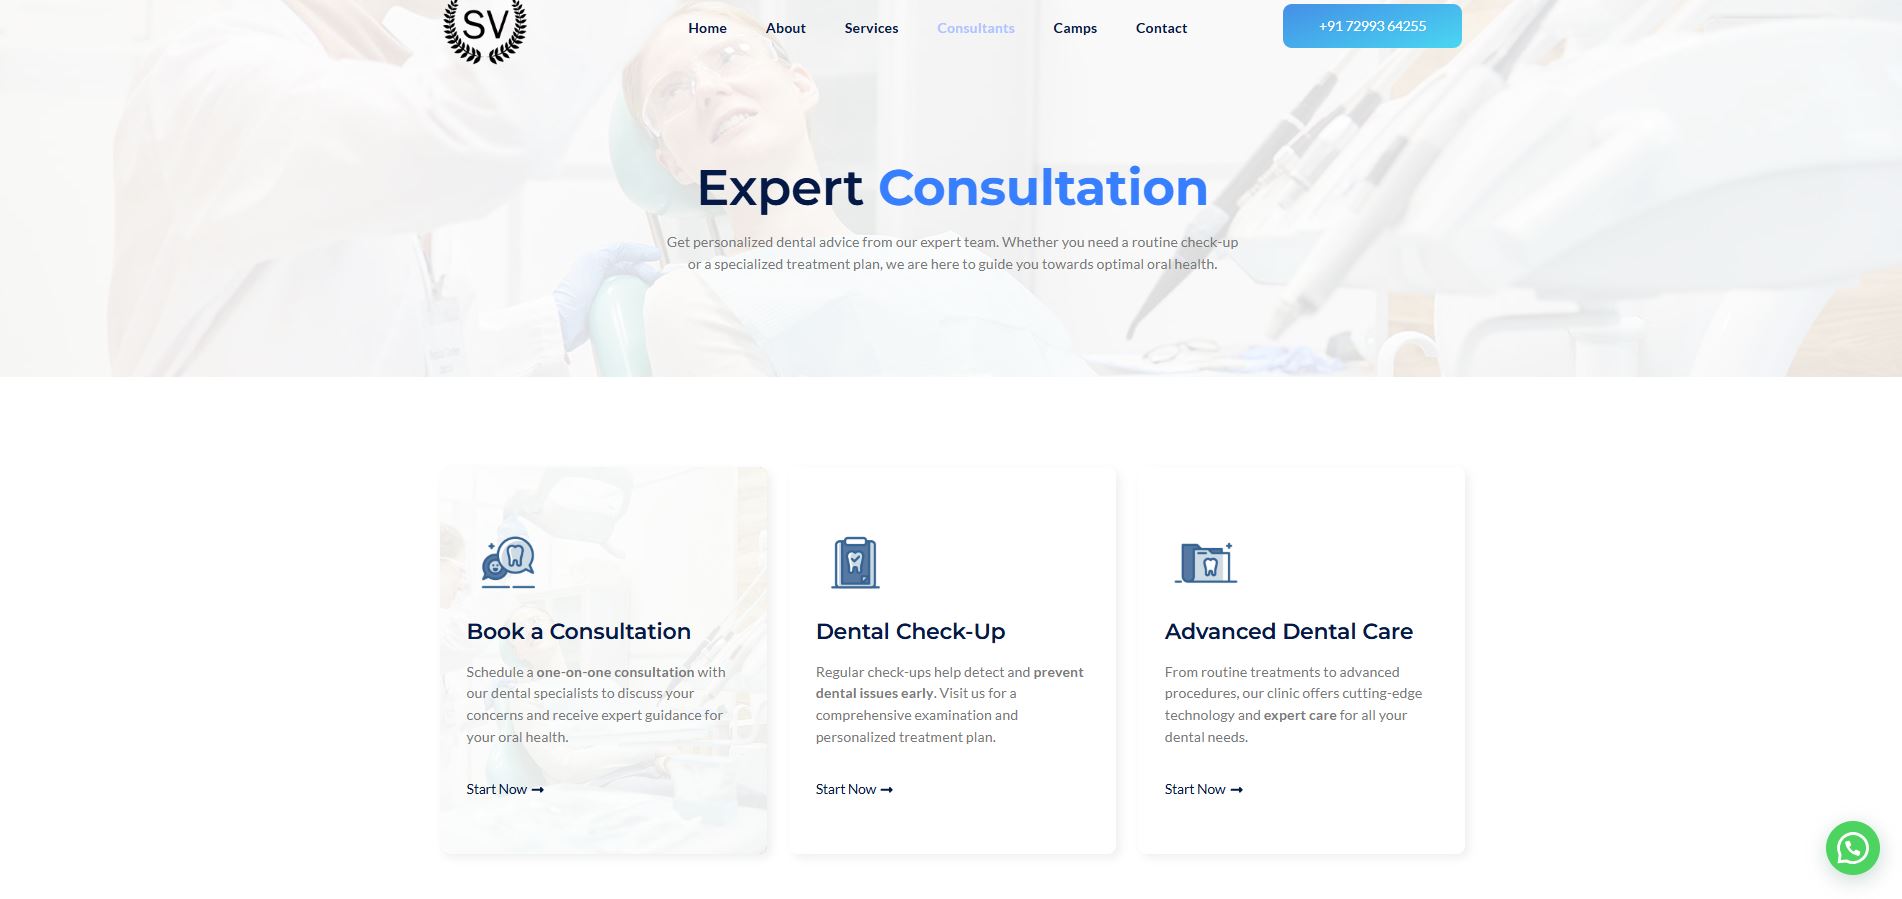 SV
Home About Services Consultants Camps Contact +91 72993 64255
Expert Consultation
Get personalized dental advice from our expert team. Whether you need a routine check-up
or a specialized treatment plan, we are here to guide you towards optimal oral health.
Book a Consultation
Schedule a one-on-one consultation with
our dental specialists to discuss your
concerns and receive expert guidance for
your oral health.
Start Now
Dental Check-Up
Regular check-ups help detect and prevent
dental issues early. Visit us for a
comprehensive examination and
personalized treatment plan.
Start Now
Advanced Dental Care
From routine treatments to advanced
procedures, our clinic offers cutting-edge
technology and expert care for all your
dental needs.
Start Now